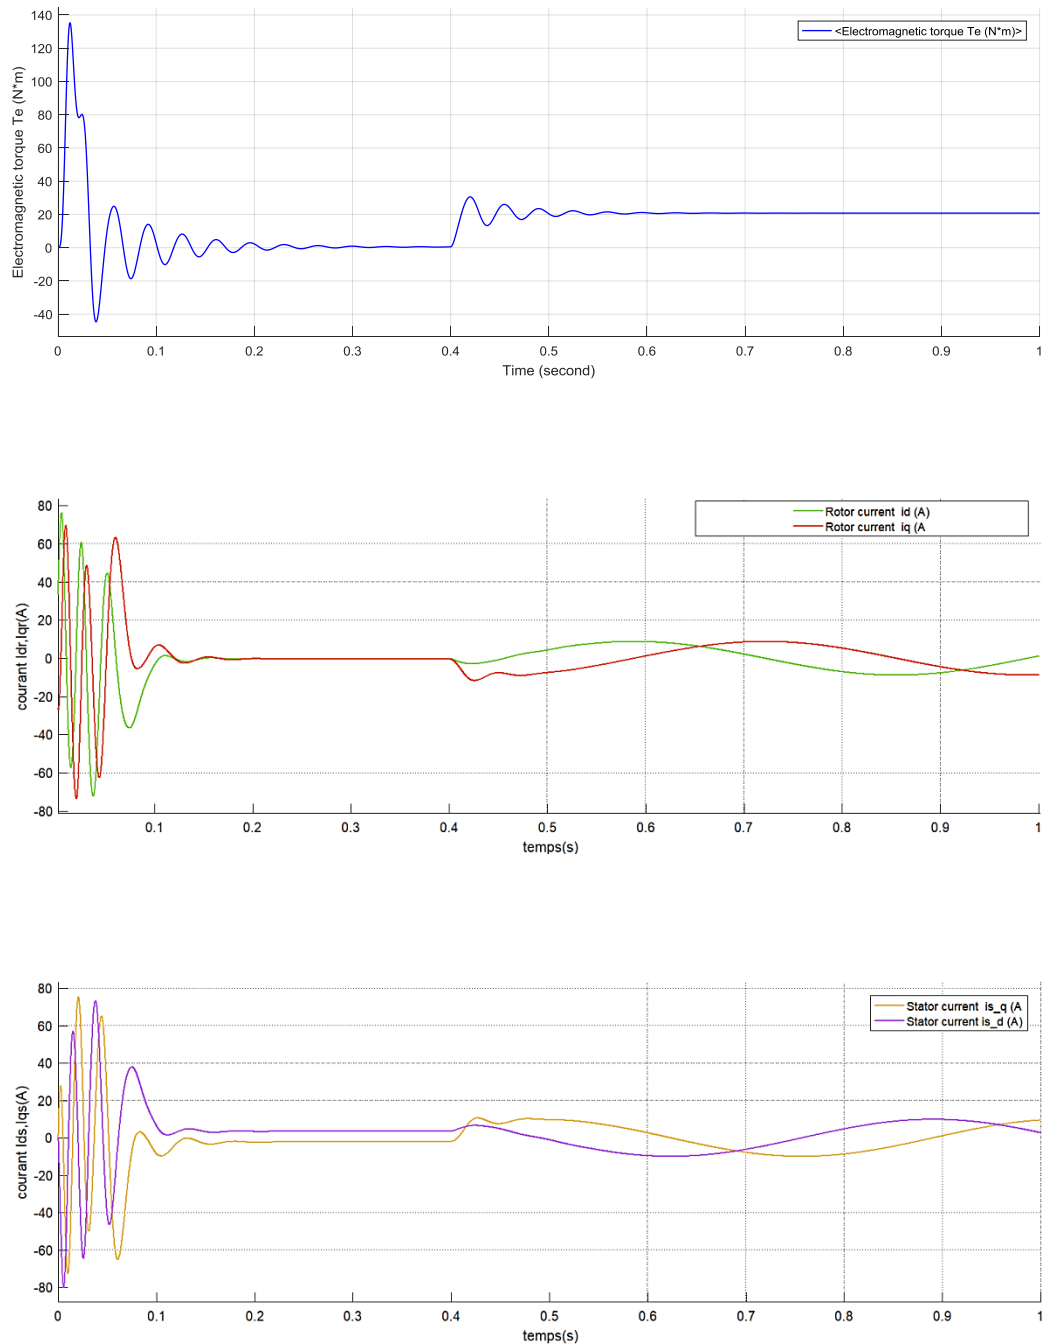 140
120
100
80
60
40
20
0
-20
-40
Electromagnetic torque Te (N*m)
<Electromagnetic torque Te (N*m)>
0 0.1 0.2 0.3 0.4 0.5 0.6 0.7 0.8 0.9 1
Time (second)
80
60
40
20
0
-20
-40
-60
-80
courant Idr,Iqr(A)
Rotor current id (A)
Rotor current iq (A
0.1 0.2 0.3 0.4 0.5 0.6 0.7 0.8 0.9 1
temps(s)
80
60
40
20
0
-20
-40
-60
-80
courant Ids,Iqs(A)
Stator current is_q (A
Stator current is_d (A)
0 0.1 0.2 0.3 0.4 0.5 0.6 0.7 0.8 0.9 1
temps(s)